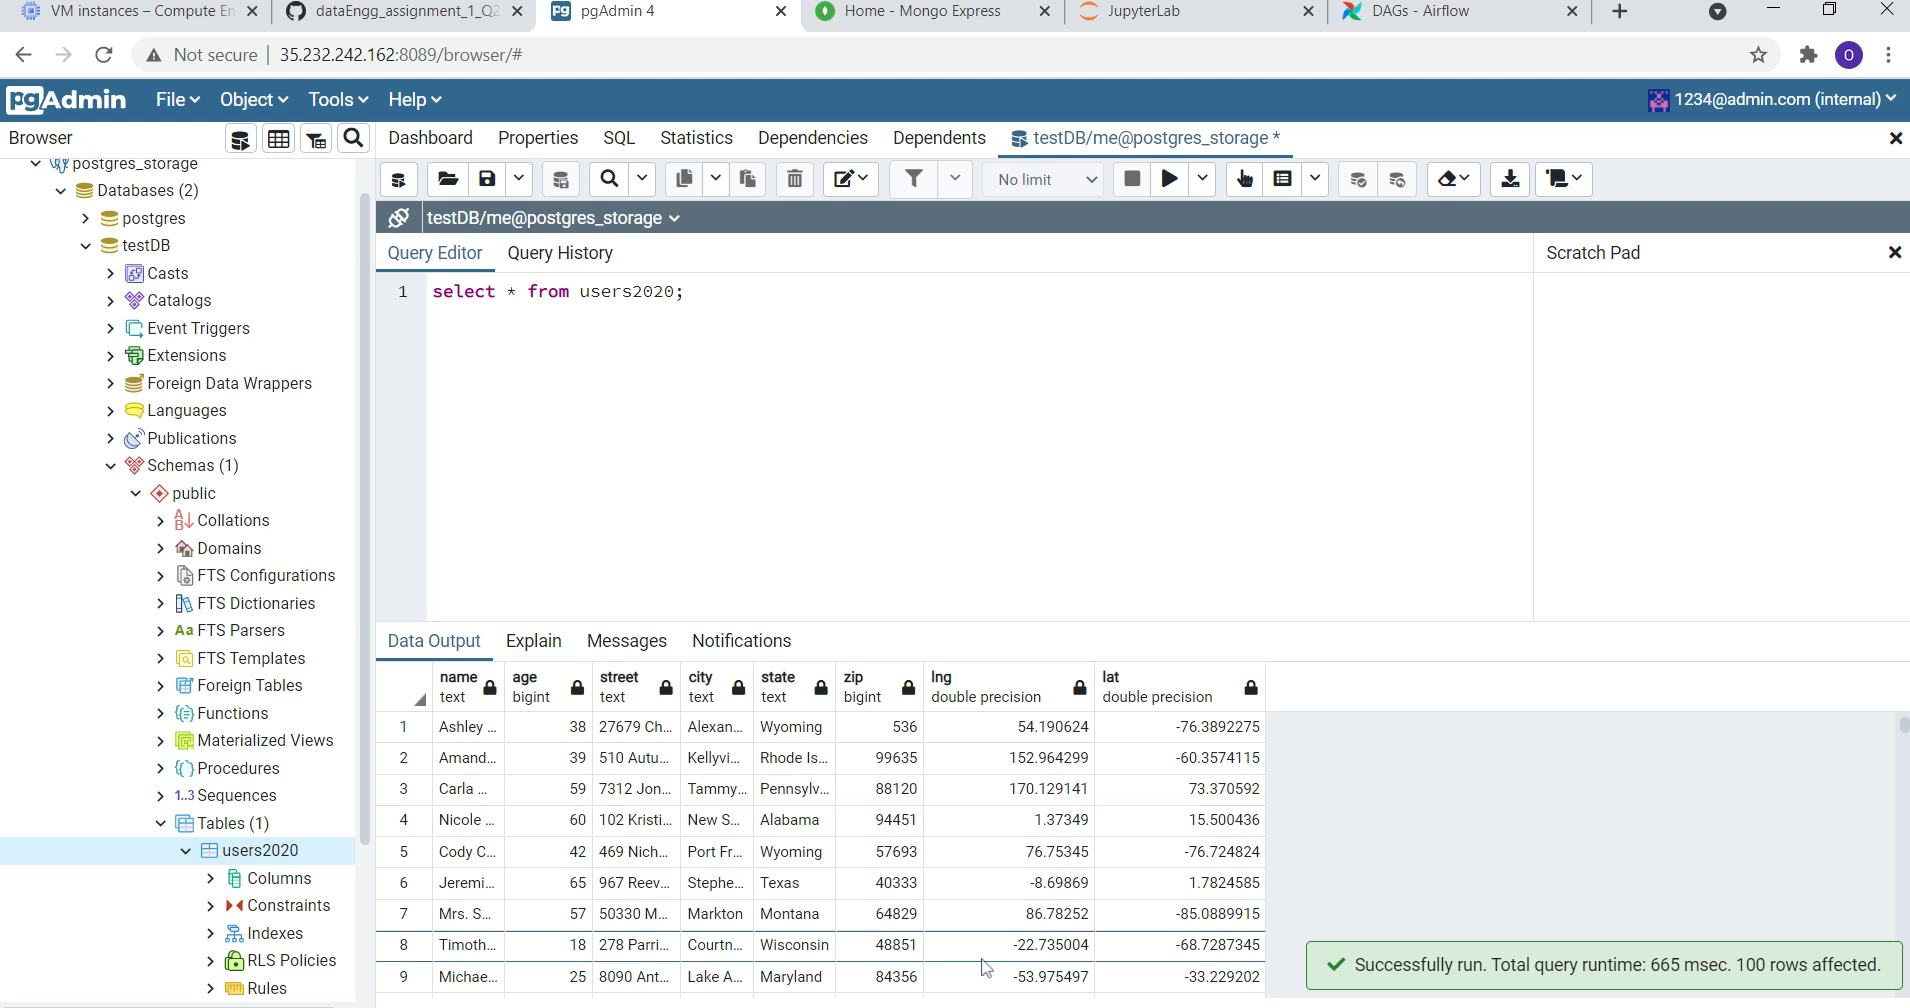 VM instances – Compute En
dataEngg_assignment_1_Q2
pgAdmin 4
Home - Mongo Express
JupyterLab
DAGs - Airflow
Not secure | 35.232.242.162:8089/browser/#
O
pgAdmin
File
Object
Tools
Help
1234@admin.com (internal)
Browser
Dashboard
Properties
SQL
Statistics
Dependencies
Dependents
testDB/me@postgres_storage *
postgres_storage
Databases (2)
postgres
testDB
Casts
Catalogs
Event Triggers
Extensions
Foreign Data Wrappers
Languages
Publications
Schemas (1)
public
Collations
Domains
FTS Configurations
FTS Dictionaries
Aa FTS Parsers
FTS Templates
Foreign Tables
Functions
Materialized Views
Procedures
1..3 Sequences
Tables (1)
users2020
Columns
Constraints
Indexes
RLS Policies
Rules
No limit
testDB/me@postgres_storage
Query Editor
Query History
Scratch Pad
1 select * from users2020;
Data Output
Explain
Messages
Notifications
name age street city state zip lng lat
text bigint text text text bigint double precision double precision
1 Ashley ... 38 27679 Ch... Alexan... Wyoming 536 54.190624 -76.3892275
2 Amand... 39 510 Autu... Kellyvi... Rhode Is... 99635 152.964299 -60.3574115
3 Carla ... 59 7312 Jon... Tammy... Pennsylv... 88120 170.129141 73.370592
4 Nicole ... 60 102 Kristi... New S... Alabama 94451 1.37349 15.500436
5 Cody C... 42 469 Nich... Port Fr... Wyoming 57693 76.75345 -76.724824
6 Jeremi... 65 967 Reev... Stephe... Texas 40333 -8.69869 1.7824585
7 Mrs. S... 57 50330 M... Markton Montana 64829 86.78252 -85.0889915
8 Timoth... 18 278 Parri... Courtn... Wisconsin 48851 -22.735004 -68.7287345
9 Michae... 25 8090 Ant... Lake A... Maryland 84356 -53.975497 -33.229202
Successfully run. Total query runtime: 665 msec. 100 rows affected.